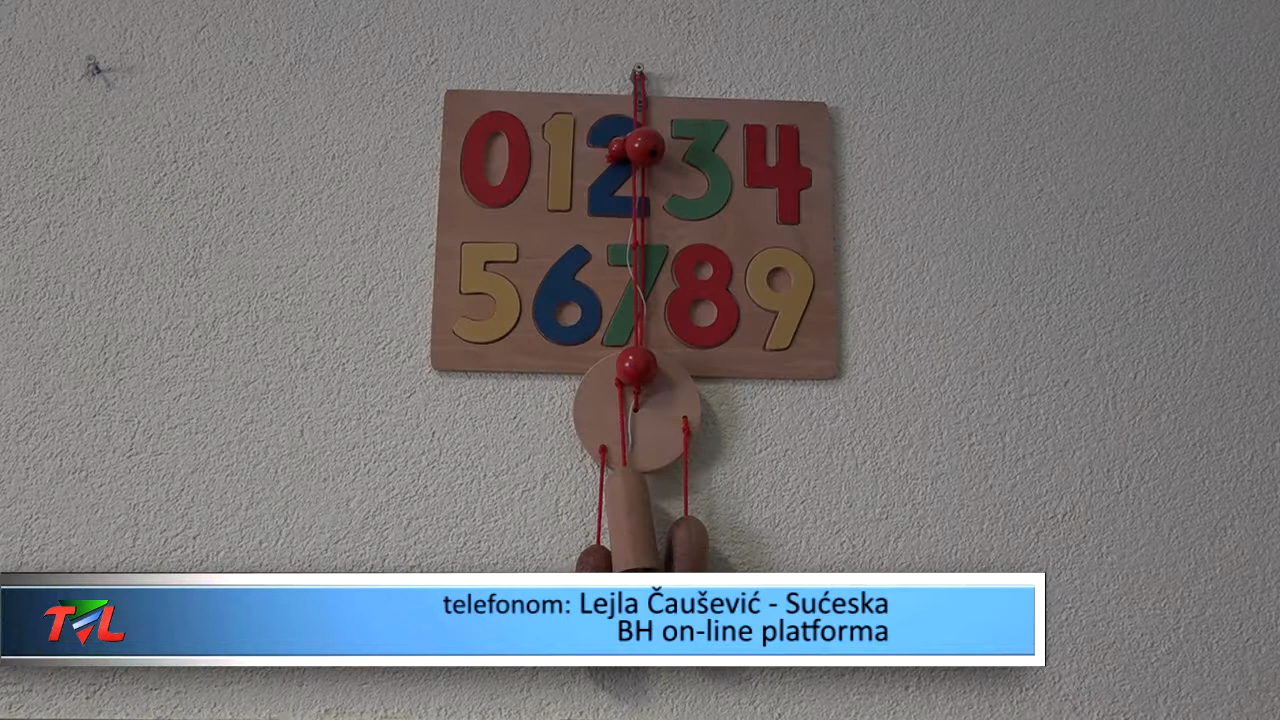 01234
56789
telefonom: Lejla Čaušević - Sućeska
BH on-line platforma
TVL